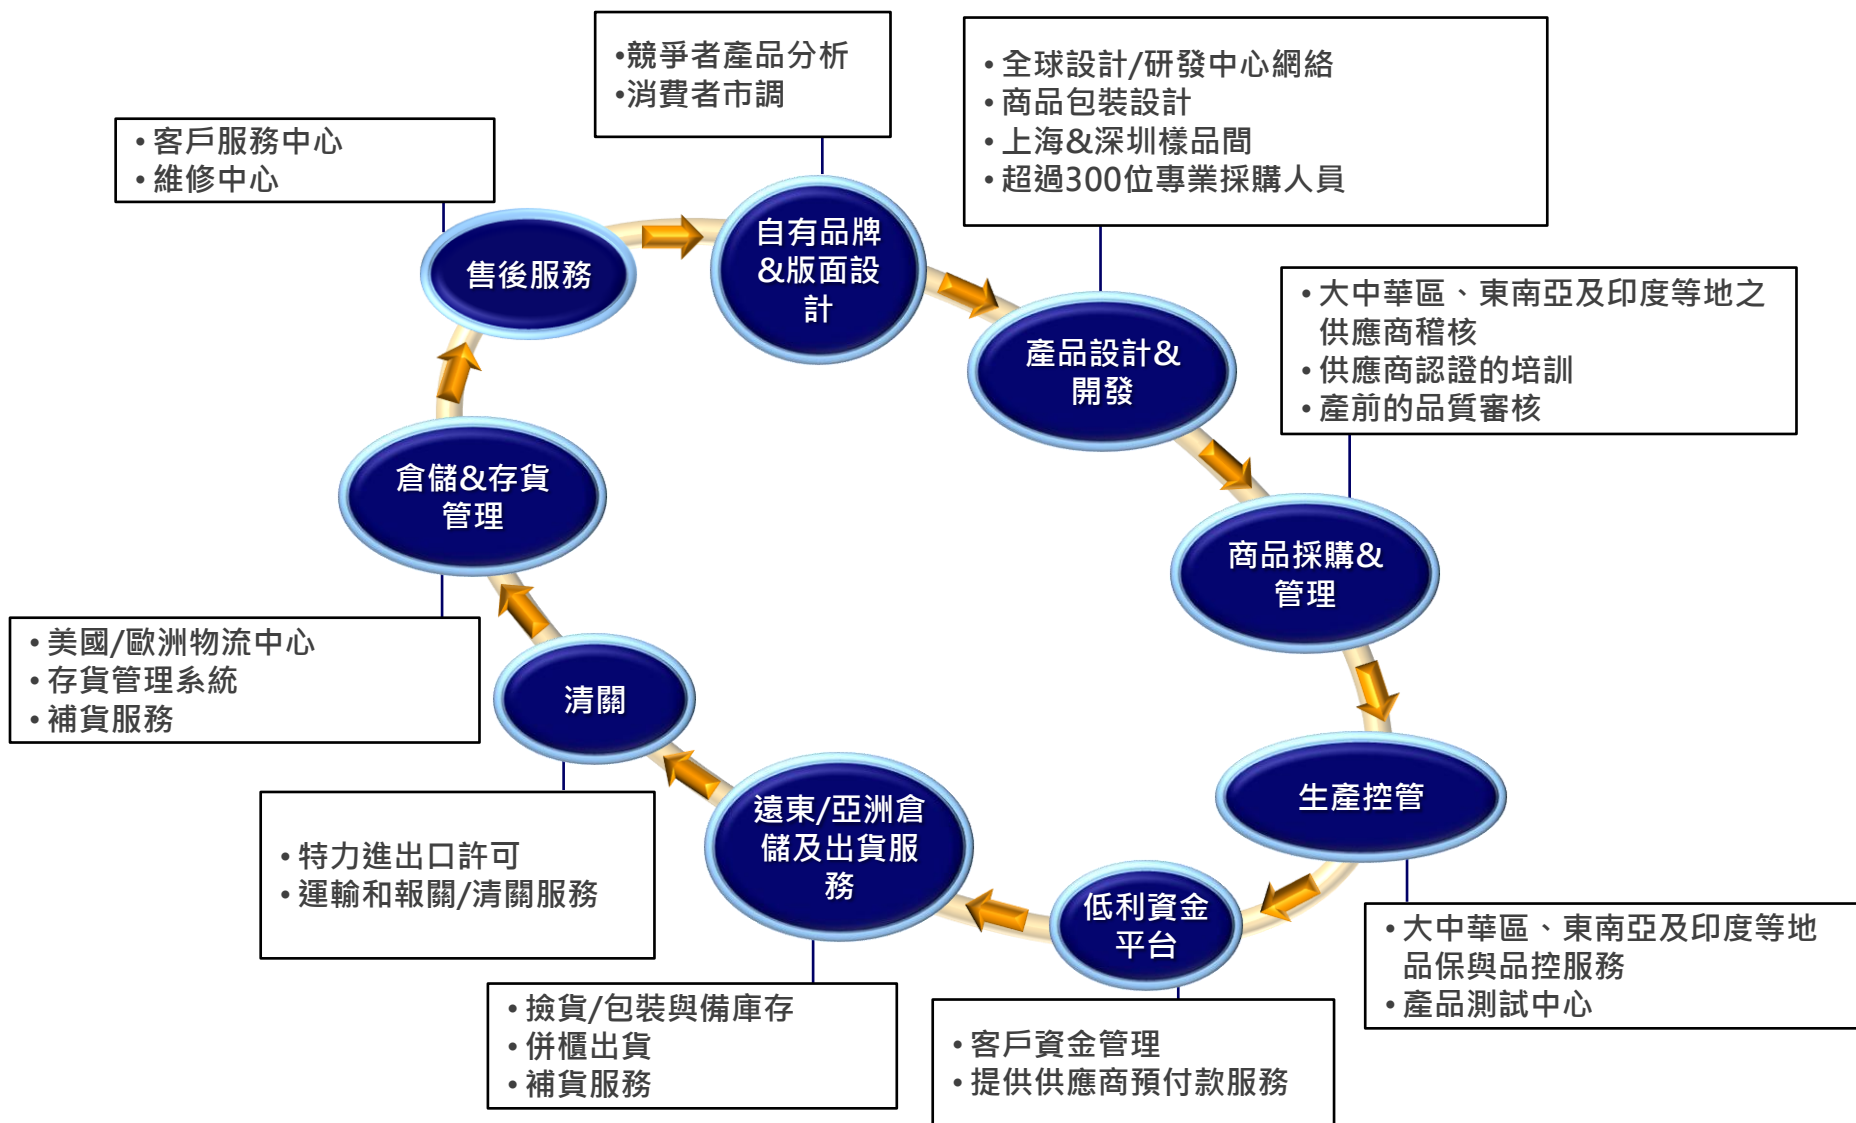 •競爭者產品分析
•消費者市調
• 全球設計/研發中心網絡
• 商品包裝設計
• 上海&深圳樣品間
• 超過300位專業採購人員
• 客戶服務中心
• 維修中心
自有品牌
&版面設
計
售後服務
• 大中華區、東南亞及印度等地之
供應商稽核
• 供應商認證的培訓
• 產前的品質審核
產品設計&
開發
倉儲&存貨
管理
商品採購&
管理
• 美國/歐洲物流中心
• 存貨管理系統
• 補貨服務
清關
生產控管
遠東/亞洲倉
儲及出貨服
務
• 特力進出口許可
• 運輸和報關/清關服務
低利資金
平台
• 大中華區、東南亞及印度等地
品保與品控服務
• 產品測試中心
• 撿貨/包裝與備庫存
• 併櫃出貨
• 補貨服務
• 客戶資金管理
• 提供供應商預付款服務